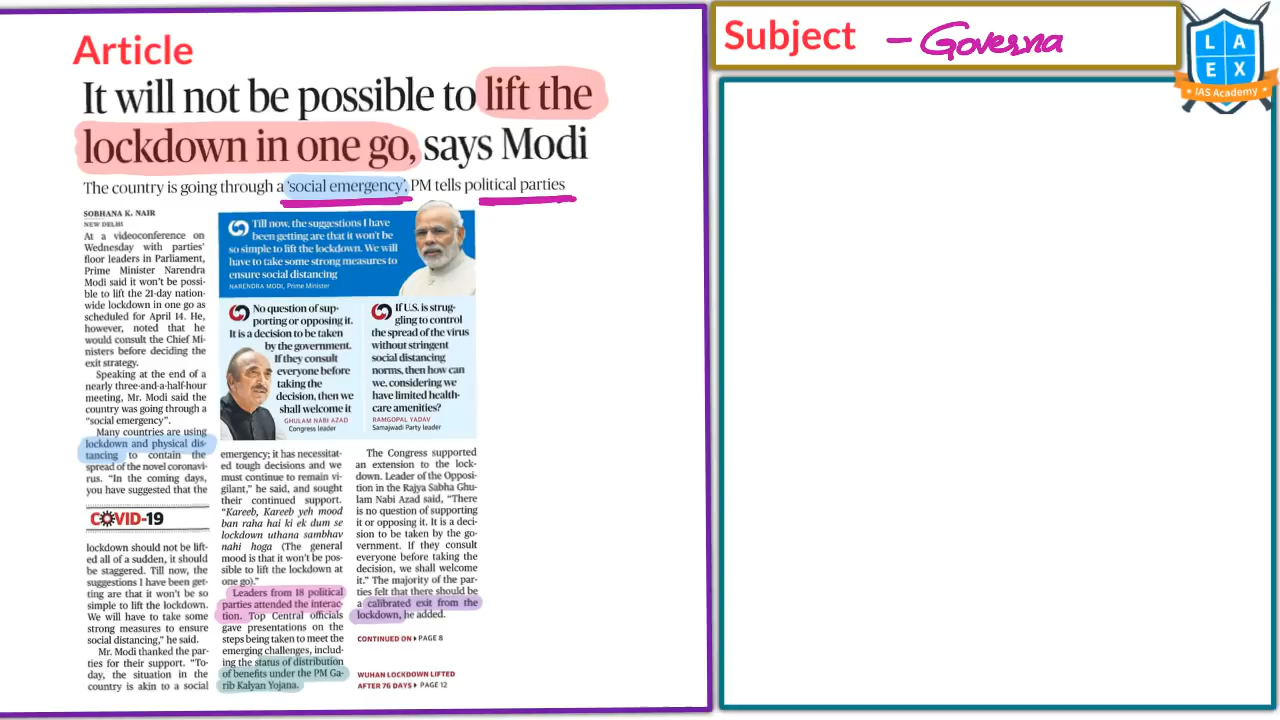 Article
It will not be possible to lift the
lockdown in one go, says Modi
The country is going through a ‘social emergency’, PM tells political parties
SOBHANA K. NAIR
NEW DELHI
At a videoconference on
Wednesday with parties’
floor leaders in Parliament,
Prime Minister Narendra
Modi said it won’t be possi-
ble to lift the 21-day nation-
wide lockdown in one go as
scheduled for April 14. He,
however, noted that he
would consult the Chief Mi-
nisters before deciding the
exit strategy.
Speaking at the end of a
nearly three-and-a-half-hour
meeting, Mr. Modi said the
country was going through a
“social emergency”.
Many countries are using
lockdown and physical dis-
tancing to contain the
spread of the novel coronavi-
rus. “In the coming days,
you have suggested that the
COVID-19
lockdown should not be lift-
ed all of a sudden, it should
be staggered. Till now, the
suggestions I have been get-
ting are that it won’t be so
simple to lift the lockdown.
We will have to take some
strong measures to ensure
social distancing,” he said.
Mr. Modi thanked the par-
ties for their support. “To-
day, the situation in the
country is akin to a social
Till now, the suggestions I have
been getting are that it won’t be
so simple to lift the lockdown. We will
have to take some strong measures to
ensure social distancing
NARENDRA MODI, Prime Minister
No question of sup-
porting or opposing it.
It is a decision to be taken
by the government.
If they consult
everyone before
taking the
decision, then we
shall welcome it
GHULAM NABI AZAD
Congress leader
If U.S. is strug-
gling to control
the spread of the virus
without stringent
social distancing
norms, then how can
we, considering we
have limited health-
care amenities?
RAMGOPAL YADAV
Samajwadi Party leader
emergency; it has necessitat-
ed tough decisions and we
must continue to remain vi-
gilant,” he said, and sought
their continued support.
“Kareeb, Kareeb yeh mood
ban raha hai ki ek dum se
lockdown uthana sambhav
nahi hoga (The general
mood is that it won’t be pos-
sible to lift the lockdown at
one go).”
Leaders from 18 political
parties attended the interac-
tion. Top Central officials
gave presentations on the
steps being taken to meet the
emerging challenges, includ-
ing the status of distribution
of benefits under the PM Ga-
rib Kalyan Yojana.
The Congress supported
an extension to the lock-
down. Leader of the Opposi-
tion in the Rajya Sabha Ghu-
lam Nabi Azad said, “There
is no question of supporting
it or opposing it. It is a deci-
sion to be taken by the go-
vernment. If they consult
everyone before taking the
decision, we shall welcome
it.” The majority of the par-
ties felt that there should be
a calibrated exit from the
lockdown, he added.
CONTINUED ON ▸ PAGE 8
WUHAN LOCKDOWN LIFTED
AFTER 76 DAYS ▸ PAGE 12
Subject - Governa
L A
E X
IAS Academy